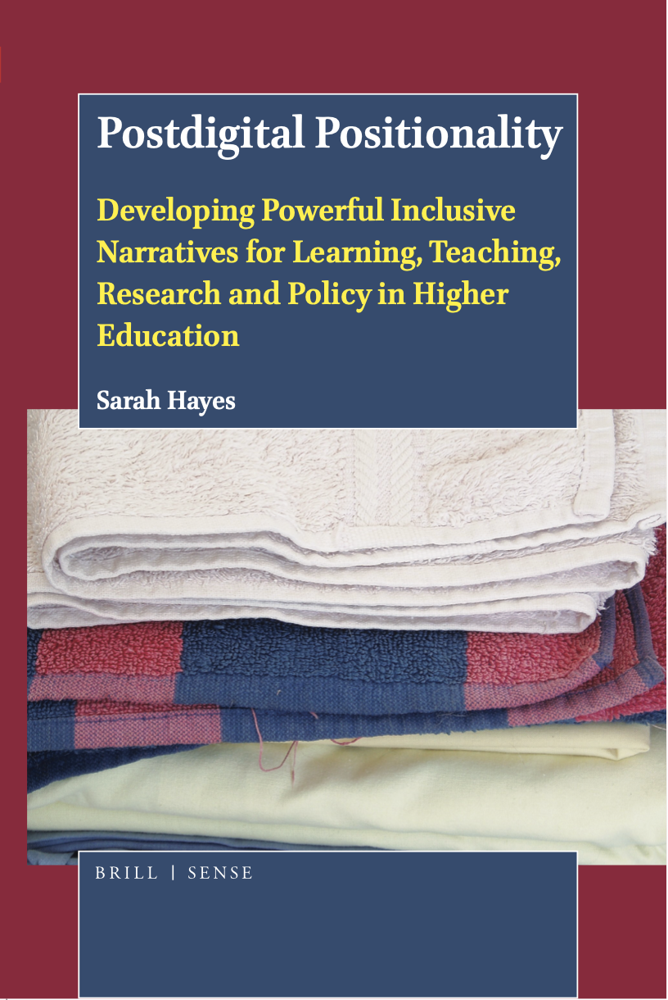 Postdigital Positionality
Developing Powerful Inclusive
Narratives for Learning, Teaching,
Research and Policy in Higher
Education
Sarah Hayes
BRILL | SENSE